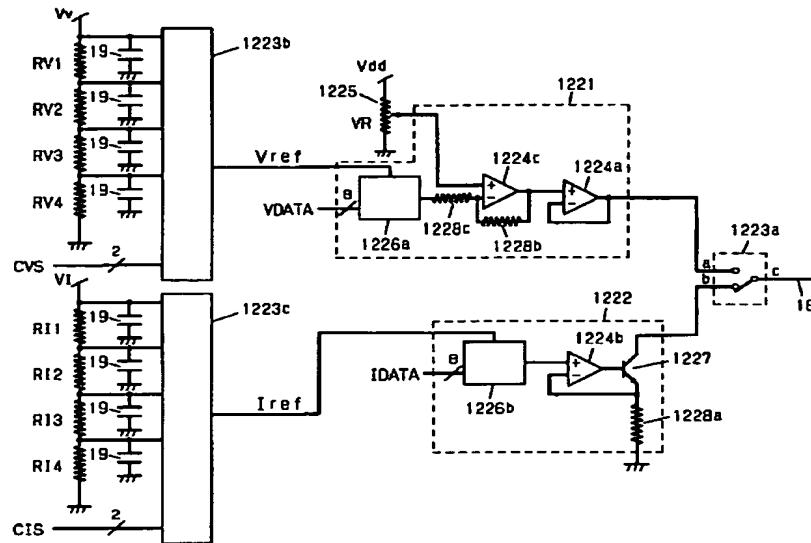 Vv
19
RV1
19
RV2
19
RV3
19
RV4
CVS
2
1223b
Vref
Vdd
1225
VR
1221
1224c
1224a
VDATA
8
1226a
1228c
1228b
1223a
a
b
c
18
VI
19
RI1
19
RI2
19
RI3
19
RI4
CIS
2
1223c
Iref
1222
1224b
1227
IDATA
8
1226b
1228a
+
-
+
-
+
-